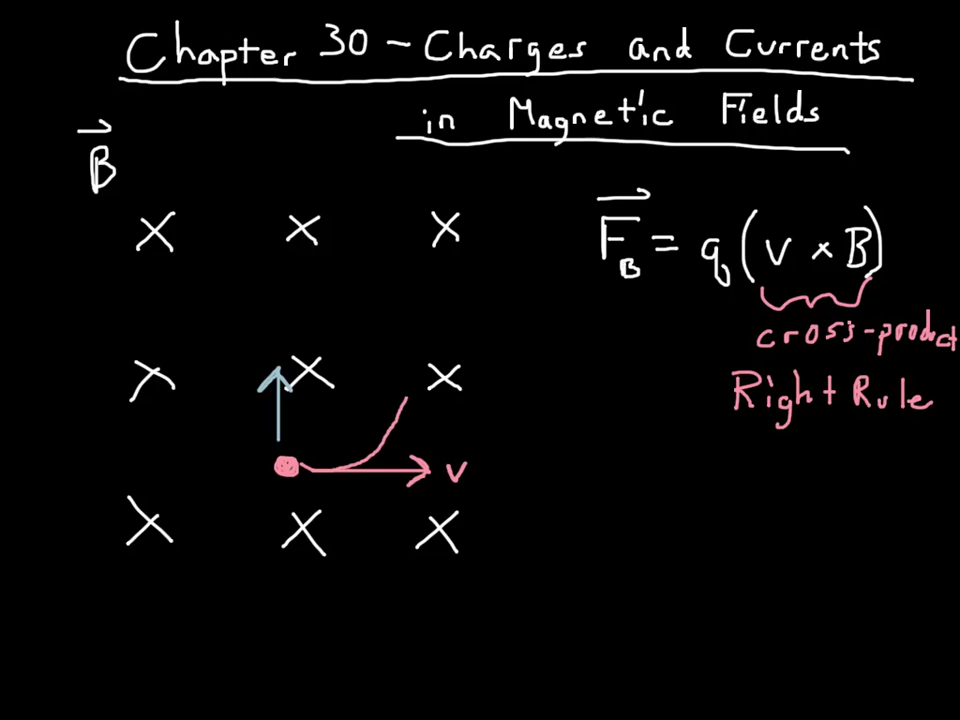 Chapter 30 - Charges and Currents
in Magnetic Fields
B
X X X
F_B = q (v × B)
cross-product
X X X
Right Rule
v
X X X